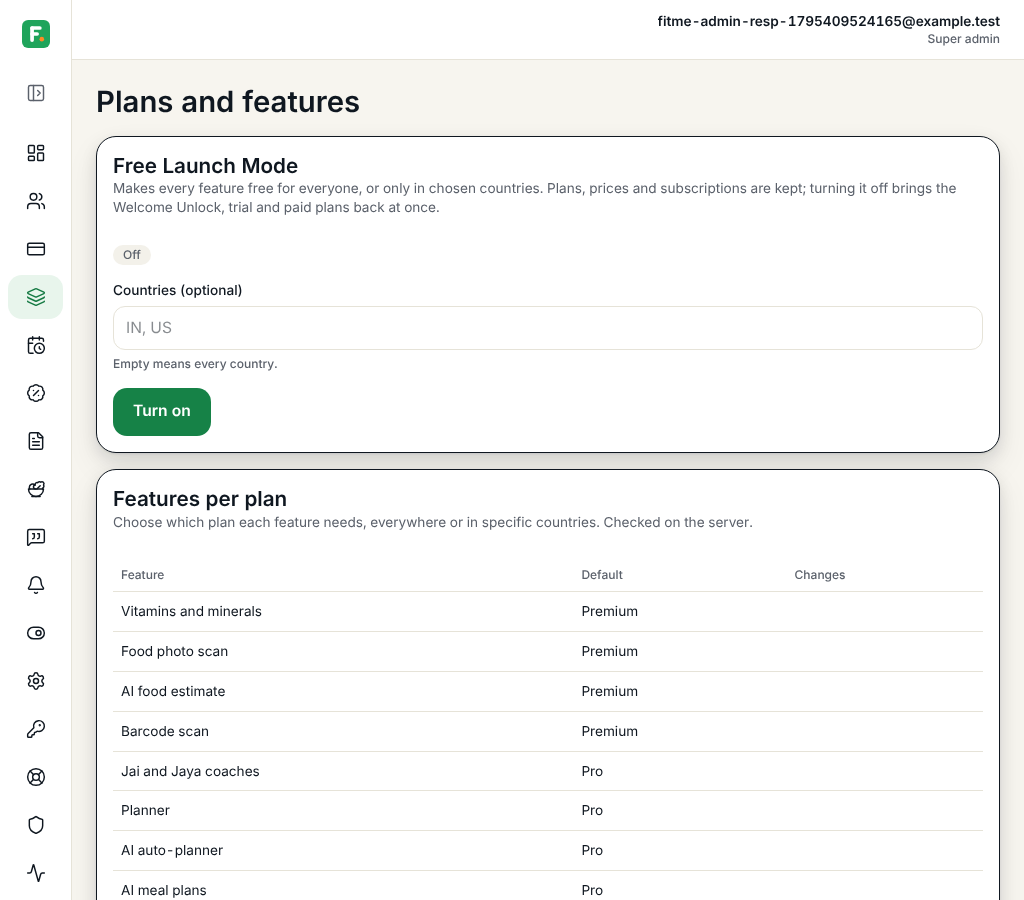 F.
fitme-admin-resp-1795409524165@example.test
Super admin
Plans and features
Free Launch Mode
Makes every feature free for everyone, or only in chosen countries. Plans, prices and subscriptions are kept; turning it off brings the
Welcome Unlock, trial and paid plans back at once.
Off
Countries (optional)
IN, US
Empty means every country.
Turn on
Features per plan
Choose which plan each feature needs, everywhere or in specific countries. Checked on the server.
Feature Default Changes
Vitamins and minerals Premium
Food photo scan Premium
AI food estimate Premium
Barcode scan Premium
Jai and Jaya coaches Pro
Planner Pro
AI auto-planner Pro
AI meal plans Pro